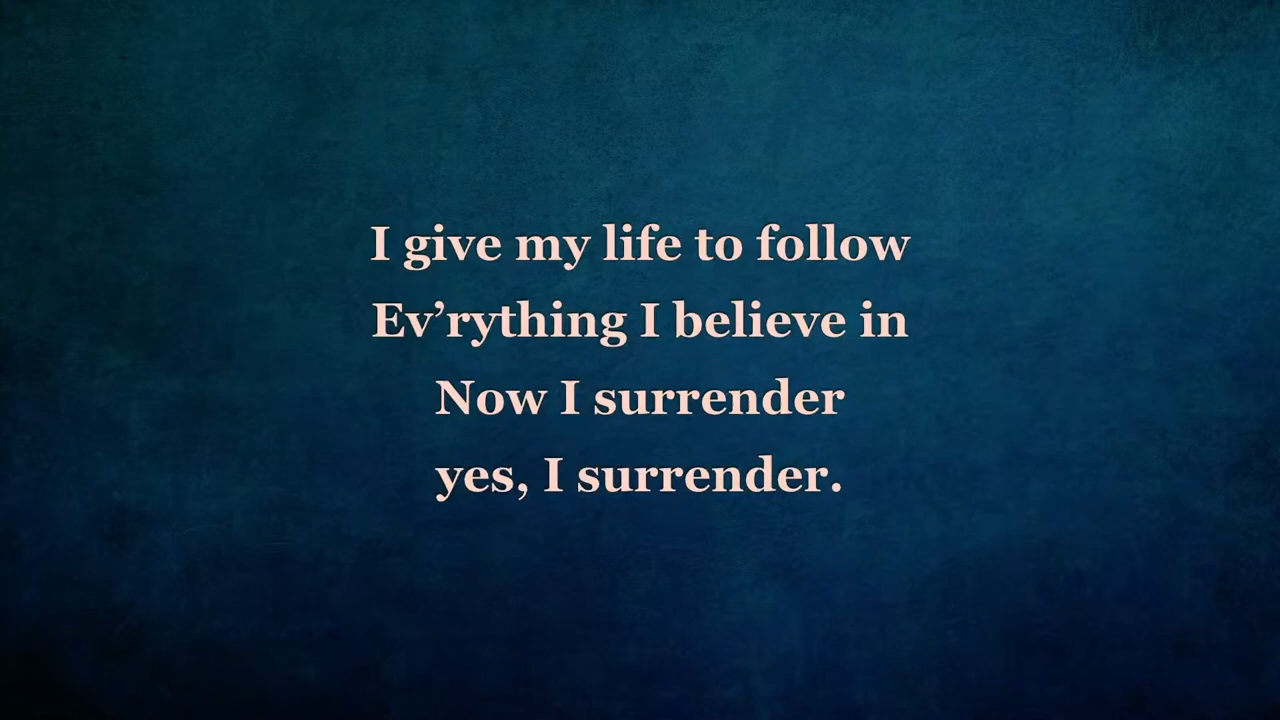 I give my life to follow
Ev’rything I believe in
Now I surrender
yes, I surrender.